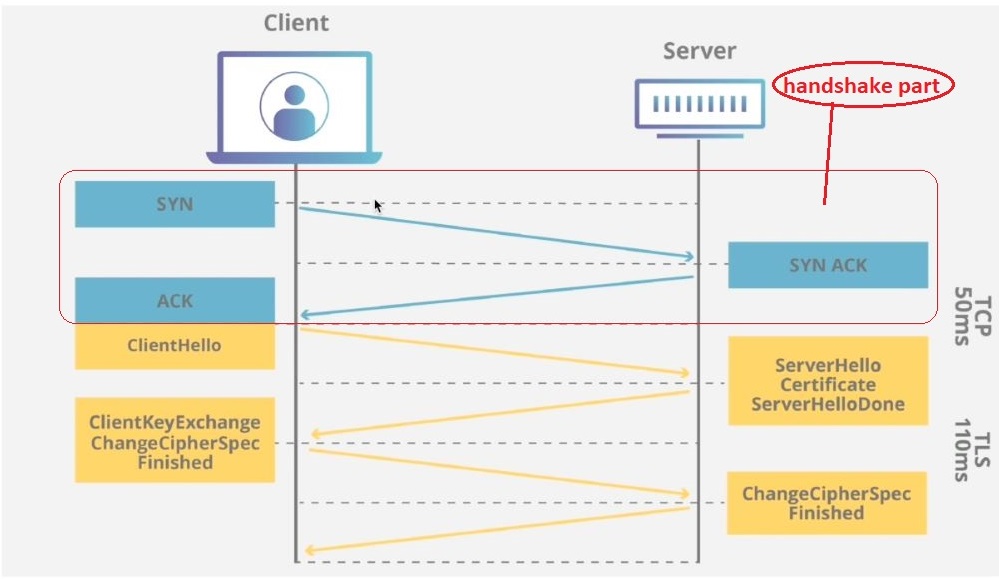 Client
Server
handshake part
SYN
SYN ACK
ACK
ClientHello
ServerHello
Certificate
ServerHelloDone
ClientKeyExchange
ChangeCipherSpec
Finished
ChangeCipherSpec
Finished
TCP
50ms
TLS
110ms